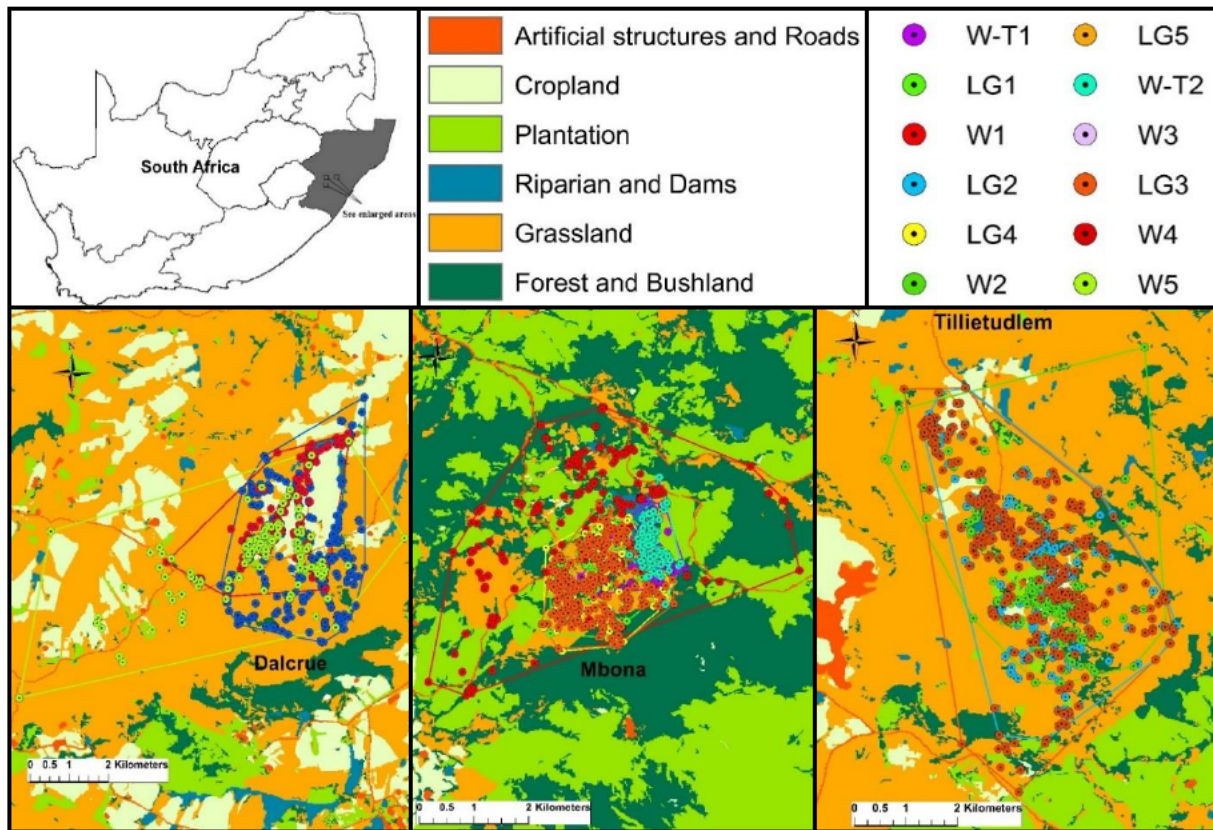 South Africa
See enlarged areas
Artificial structures and Roads
Cropland
Plantation
Riparian and Dams
Grassland
Forest and Bushland
W-T1
LG5
LG1
W-T2
W1
W3
LG2
LG3
LG4
W4
W2
W5
N
Dalcrue
0 0.5 1 2 Kilometers
Mbona
0 0.5 1 2 Kilometers
Tillietudlem
0 0.5 1 2 Kilometers